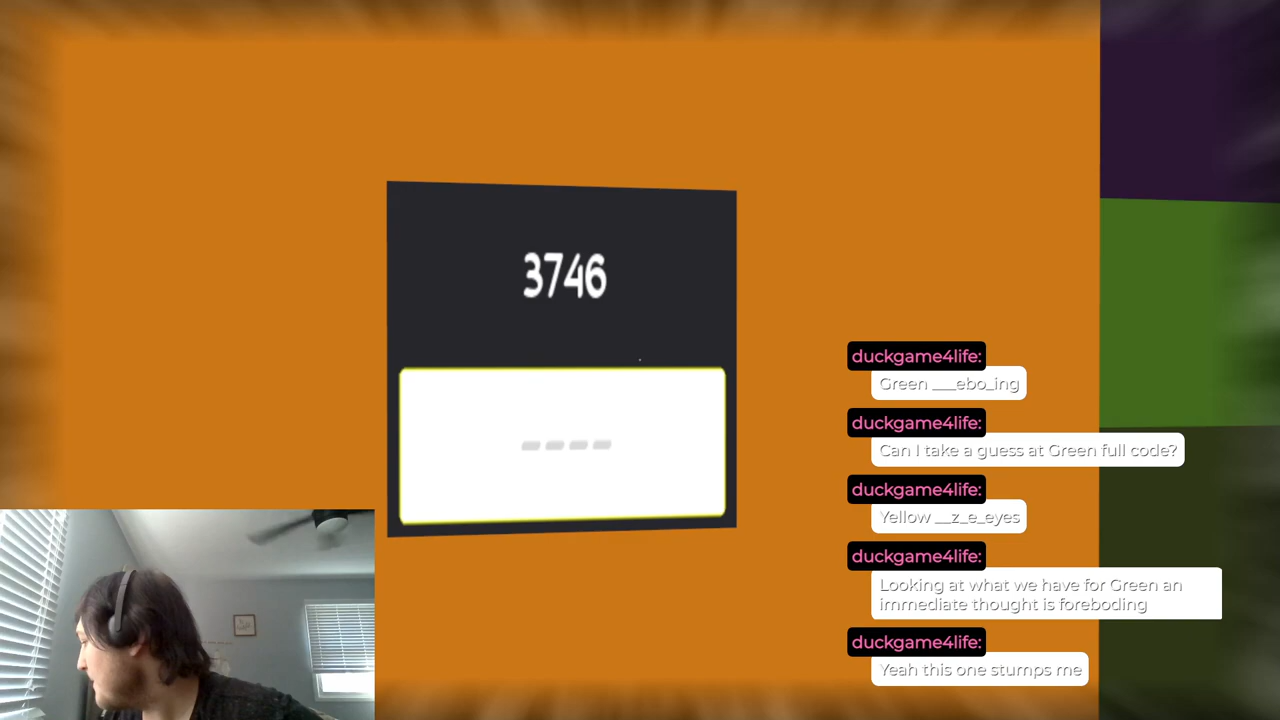 3746
duckgame4life:
Green ___ebo_ing
duckgame4life:
Can I take a guess at Green full code?
duckgame4life:
Yellow __z_e_eyes
duckgame4life:
Looking at what we have for Green an
immediate thought is foreboding
duckgame4life:
Yeah this one stumps me